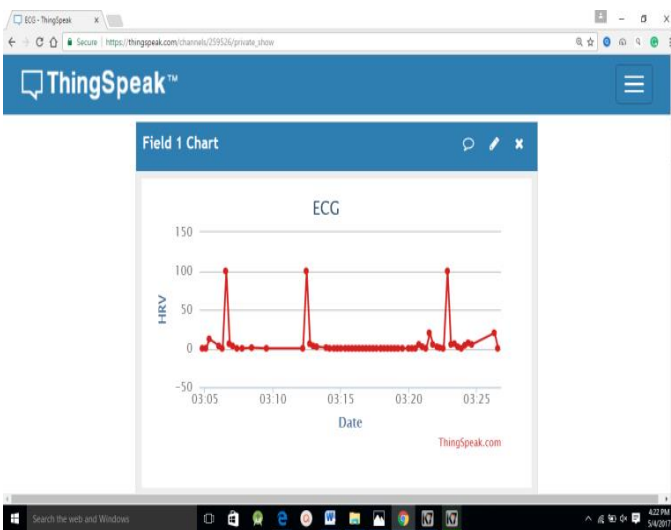 ECG - ThingSpeak
Secure https://thingspeak.com/channels/259526/private_show
ThingSpeak™
Field 1 Chart
ECG
150
100
50
0
-50
HRV
03:05 03:10 03:15 03:20 03:25
Date
ThingSpeak.com
Search the web and Windows
4:22 PM
5/4/201